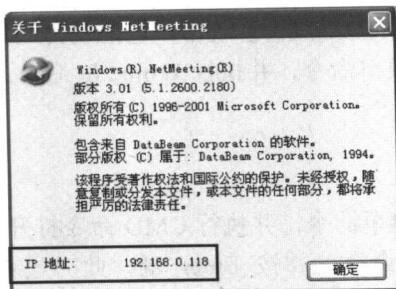 关于 Windows NetMeeting
Windows(R) NetMeeting(R)
版本 3.01 (5.1.2600.2180)
版权所有(C) 1996-2001 Microsoft Corporation。
保留所有权利。
包含来自 DataBeam Corporation 的软件。
部分版权 (C) 属于: DataBeam Corporation, 1994。
该程序受著作权法和国际公约的保护。未经授权，随
意复制或分发本文件，或本文件的任何部分，都将承
担严厉的法律责任。
IP 地址: 192.168.0.118
确定